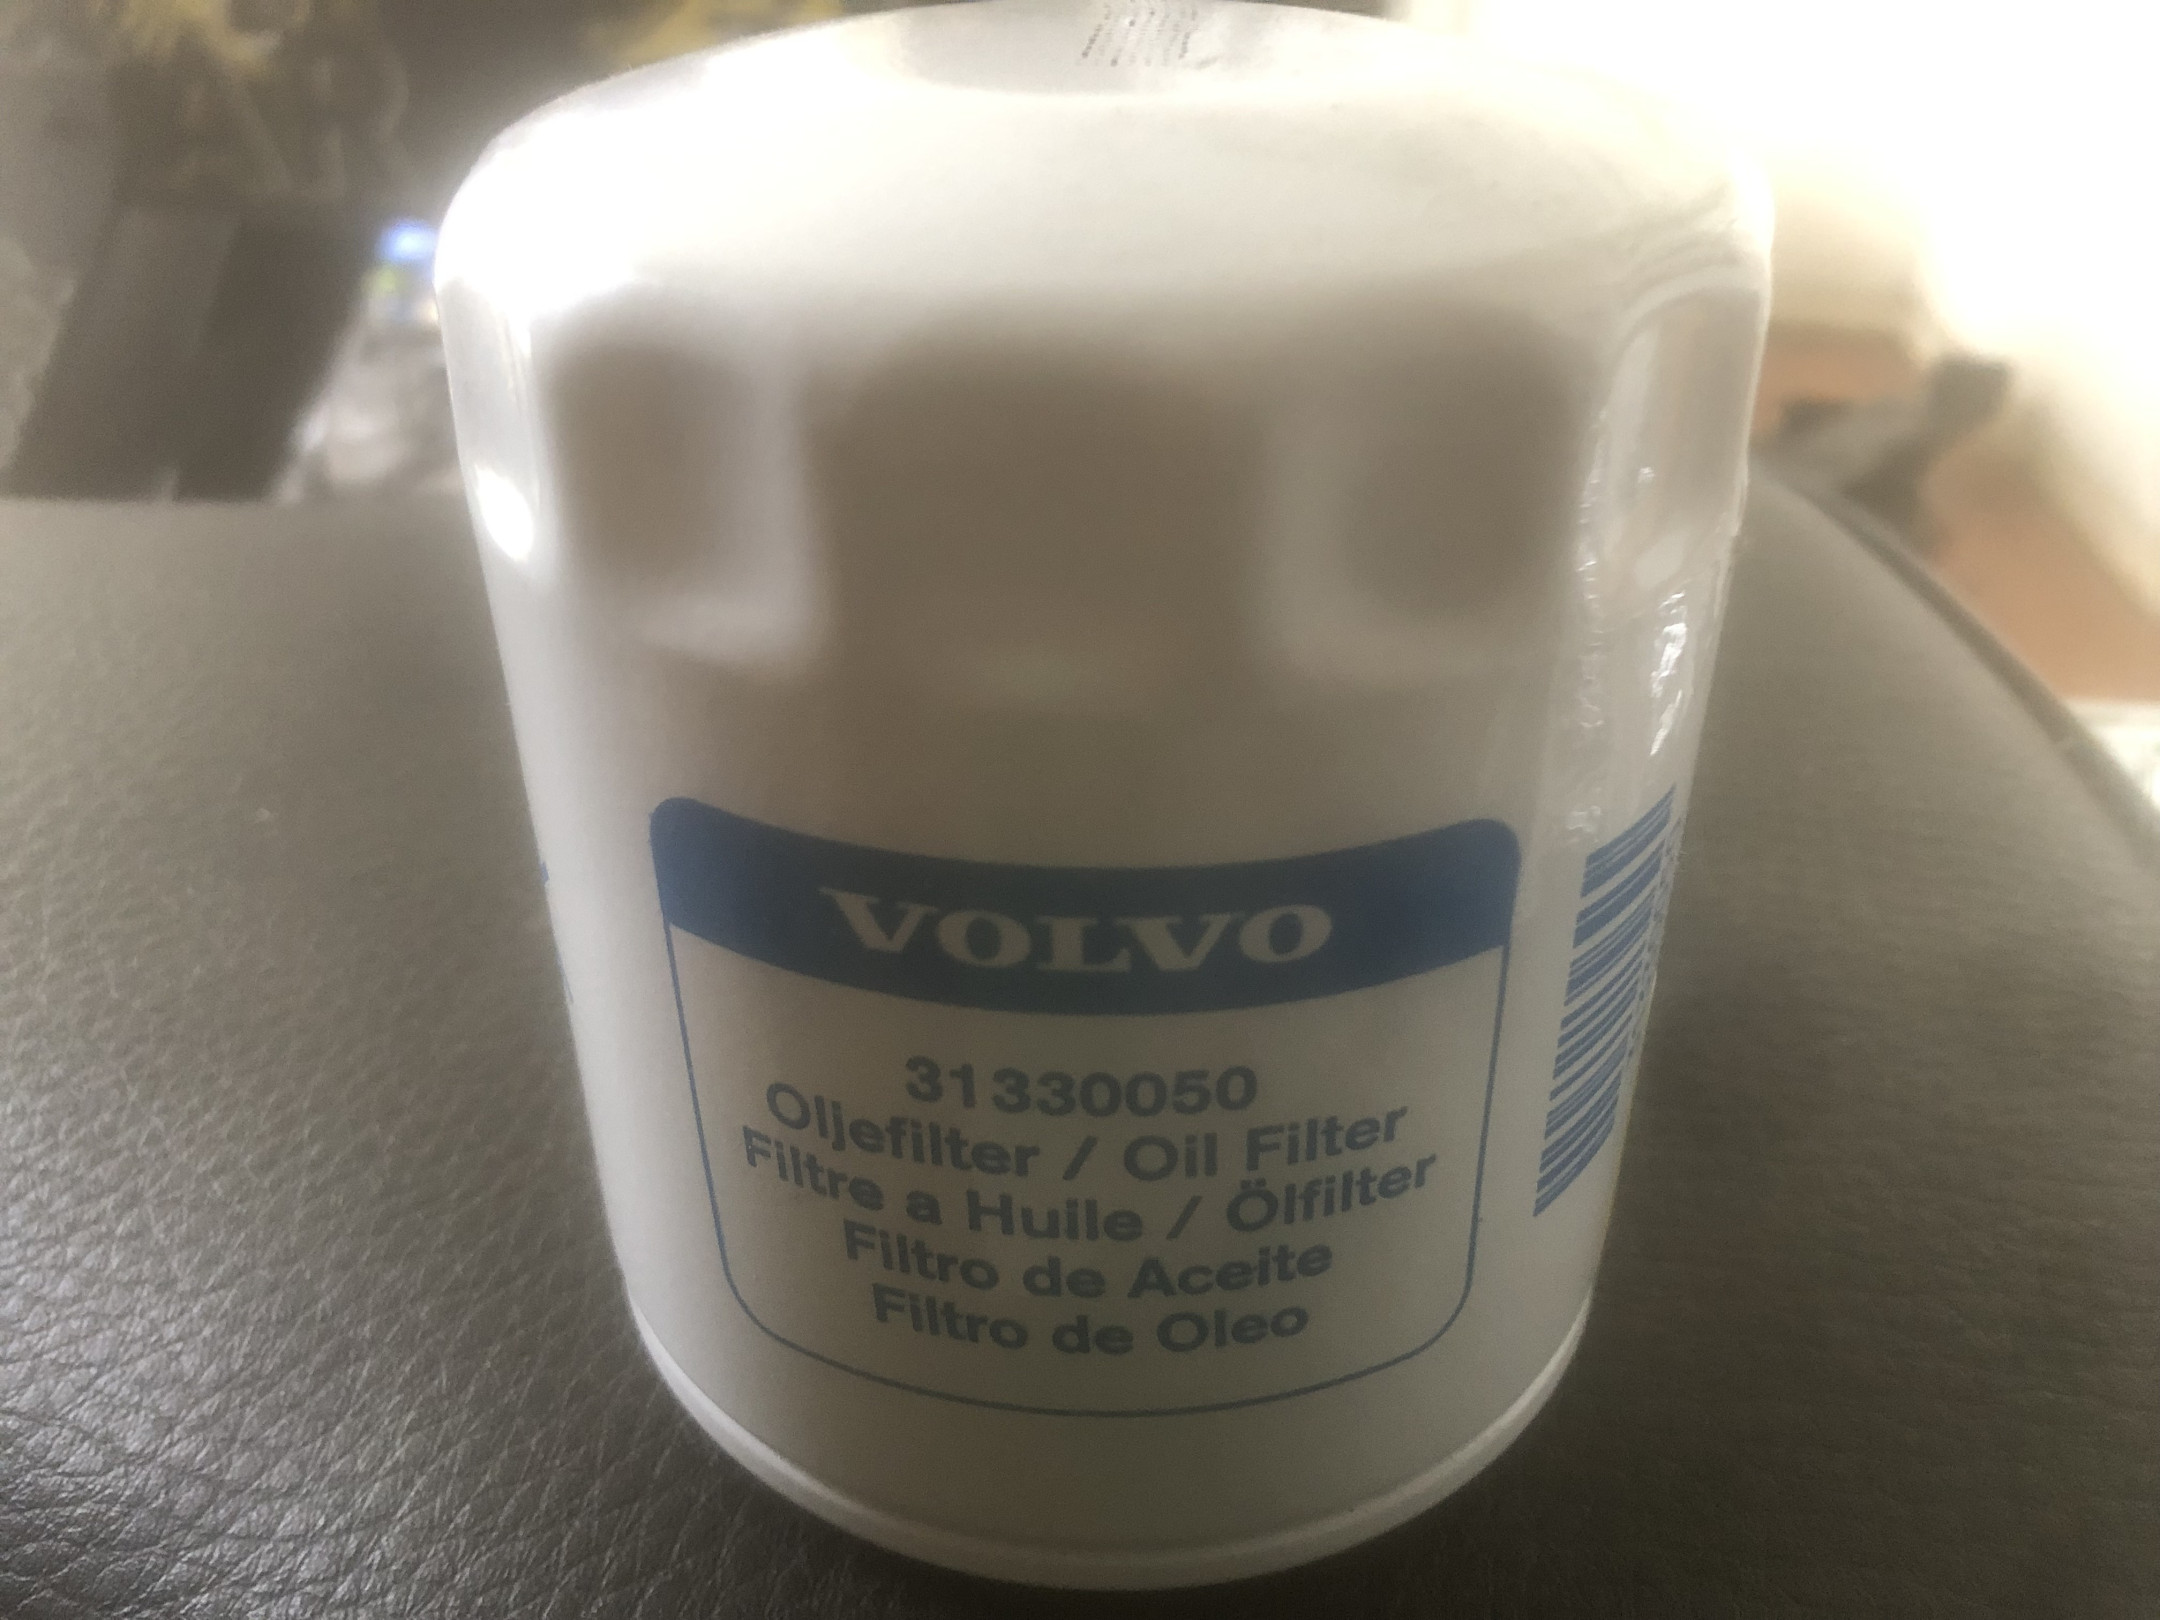 VOLVO
31330050
Oljefilter / Oil Filter
Filtre a Huile / Ölfilter
Filtro de Aceite
Filtro de Oleo